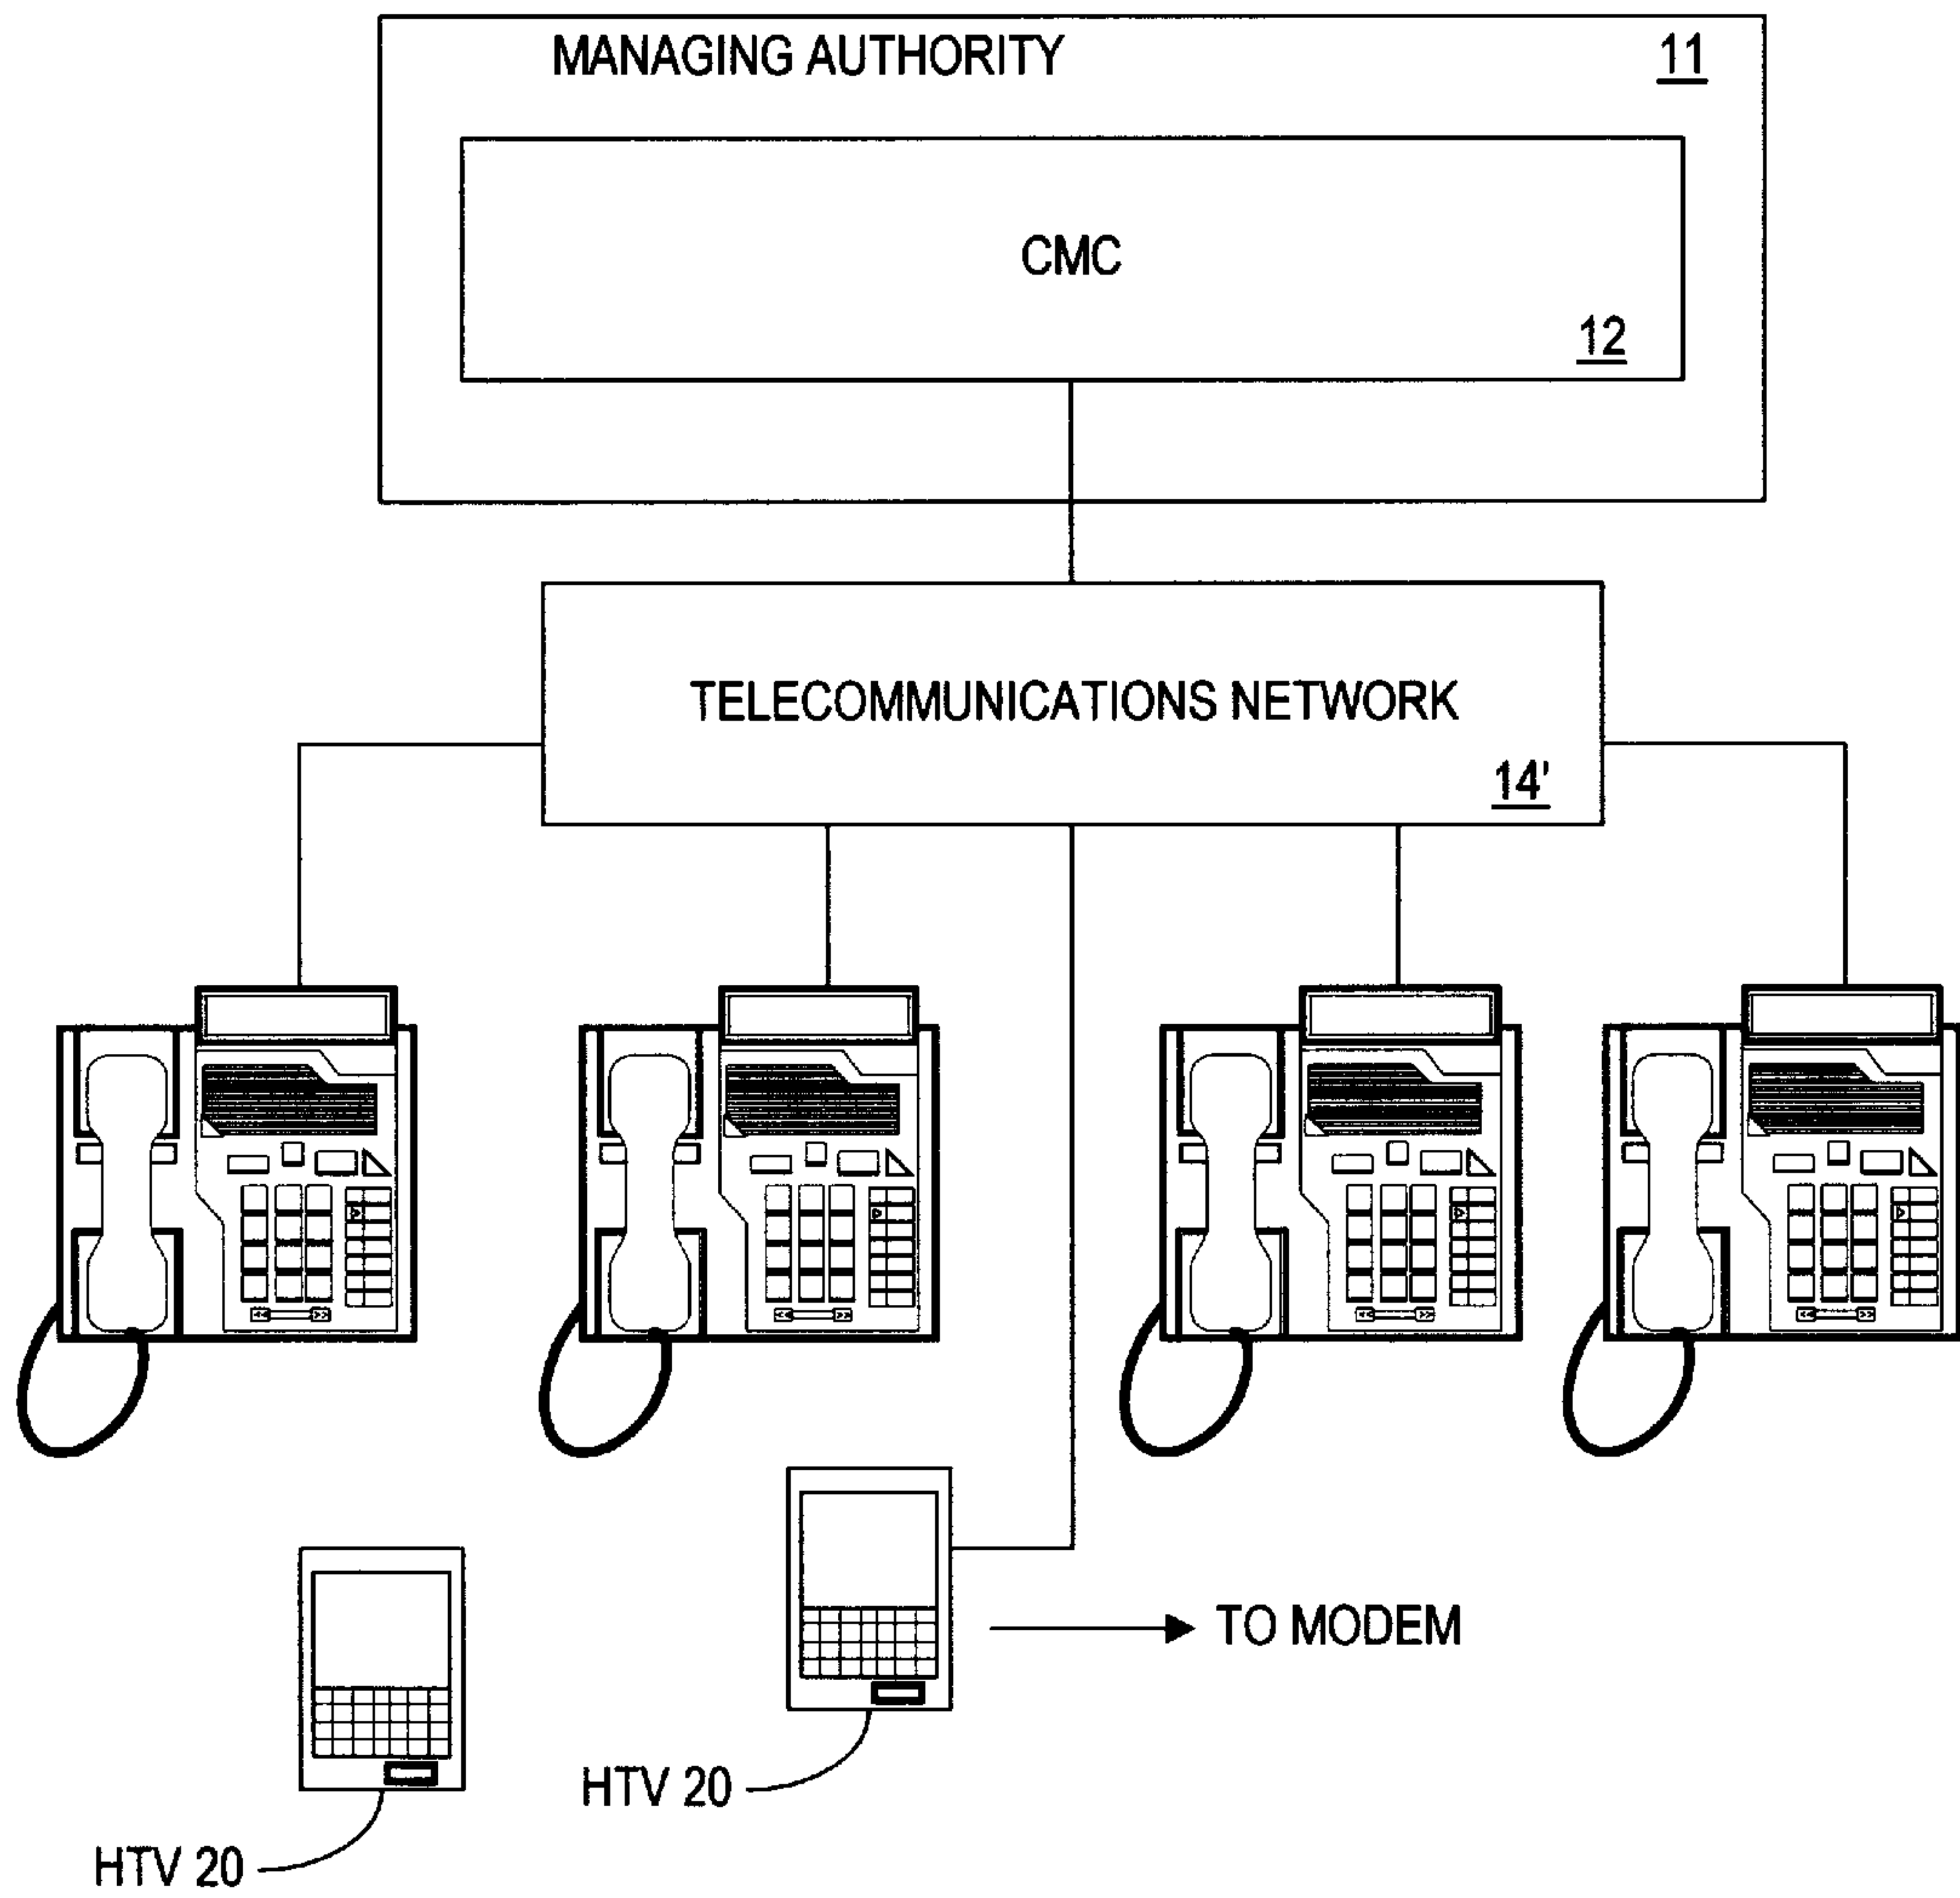 MANAGING AUTHORITY 11
CMC
12
TELECOMMUNICATIONS NETWORK
14'
TO MODEM
HTV 20
HTV 20